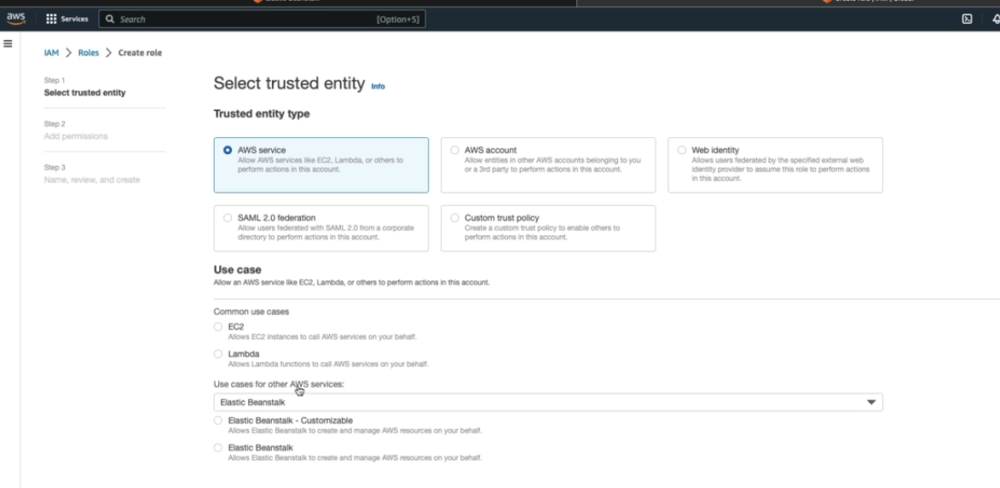 aws
Services
Search
[Option+S]
IAM > Roles > Create role
Step 1
Select trusted entity
Step 2
Add permissions
Step 3
Name, review, and create
Select trusted entity Info
Trusted entity type
AWS service
Allow AWS services like EC2, Lambda, or others to
perform actions in this account.
AWS account
Allow entities in other AWS accounts belonging to you
or a 3rd party to perform actions in this account.
Web identity
Allows users federated by the specified external web
identity provider to assume this role to perform actions
in this account.
SAML 2.0 federation
Allow users federated with SAML 2.0 from a corporate
directory to perform actions in this account.
Custom trust policy
Create a custom trust policy to enable others to
perform actions in this account.
Use case
Allow an AWS service like EC2, Lambda, or others to perform actions in this account.
Common use cases
EC2
Allows EC2 instances to call AWS services on your behalf.
Lambda
Allows Lambda functions to call AWS services on your behalf.
Use cases for other AWS services:
Elastic Beanstalk
Elastic Beanstalk - Customizable
Allows Elastic Beanstalk to create and manage AWS resources on your behalf.
Elastic Beanstalk
Allows Elastic Beanstalk to create and manage AWS resources on your behalf.